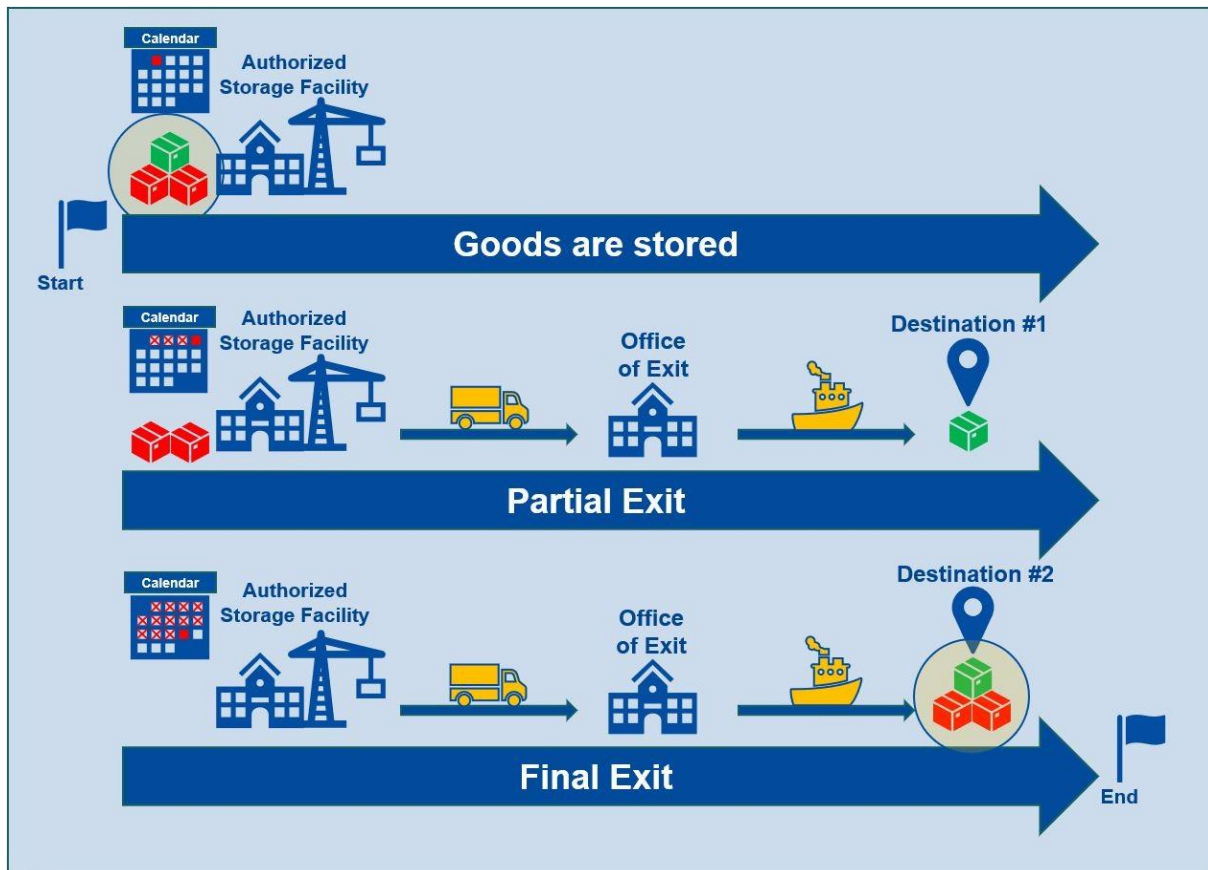 Calendar
Authorized
Storage Facility
Start
Goods are stored
Calendar
Authorized
Storage Facility
Office
of Exit
Destination #1
Partial Exit
Calendar
Authorized
Storage Facility
Office
of Exit
Destination #2
Final Exit
End